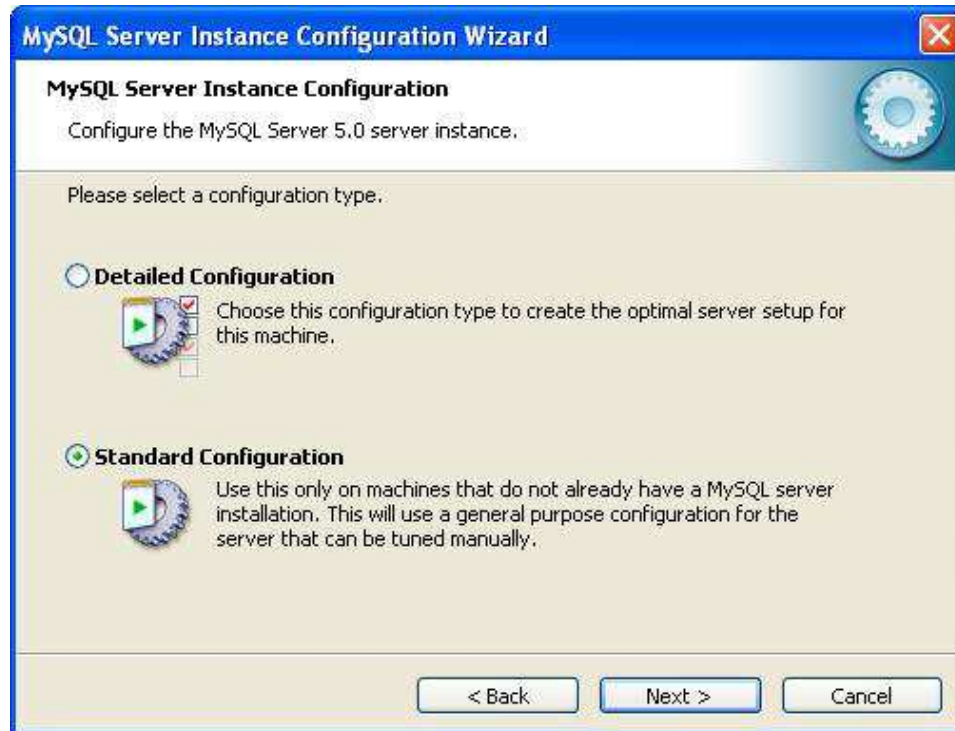 MySQL Server Instance Configuration Wizard
MySQL Server Instance Configuration
Configure the MySQL Server 5.0 server instance.
Please select a configuration type.
Detailed Configuration
Choose this configuration type to create the optimal server setup for
this machine.
Standard Configuration
Use this only on machines that do not already have a MySQL server
installation. This will use a general purpose configuration for the
server that can be tuned manually.
< Back
Next >
Cancel